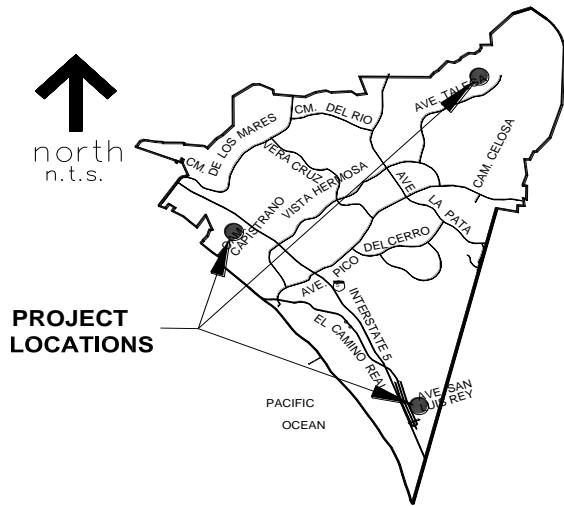 north
n.t.s.
CM. DE LOS MARES
CM. DEL RIO
AVE. TALEGA
VERA CRUZ
VISTA HERMOSA
AVE. LA PATA
CAM. CELOSA
CAM.
CAPISTRANO
AVE. PICO
DEL CERRO
INTERSTATE 5
EL CAMINO REAL
PROJECT
LOCATIONS
AVE. SAN
LUIS REY
PACIFIC
OCEAN